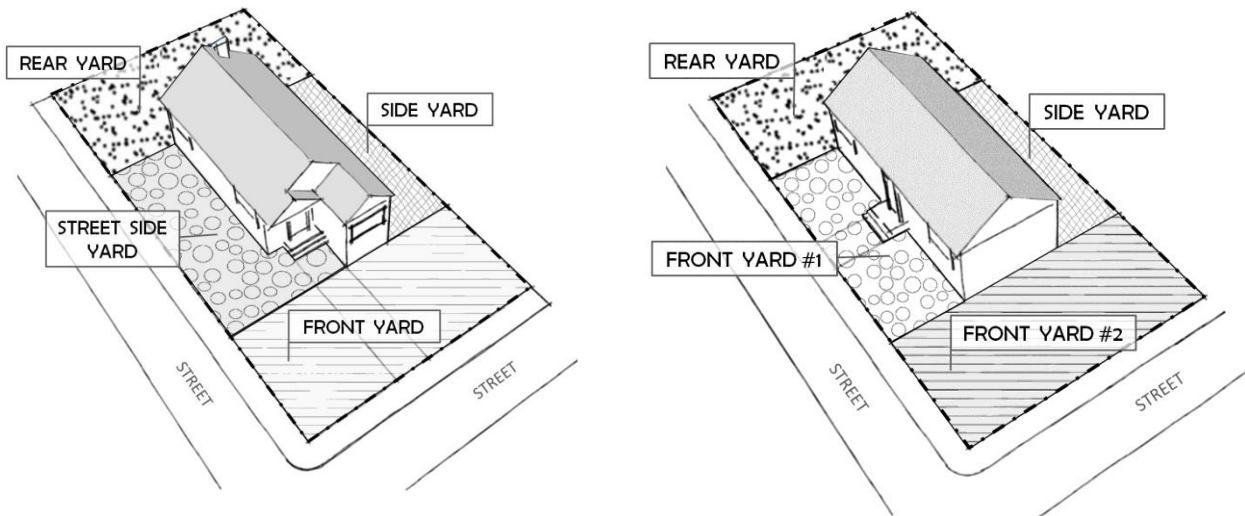 REAR YARD
SIDE YARD
STREET SIDE
YARD
FRONT YARD
STREET
STREET
REAR YARD
SIDE YARD
FRONT YARD #1
FRONT YARD #2
STREET
STREET